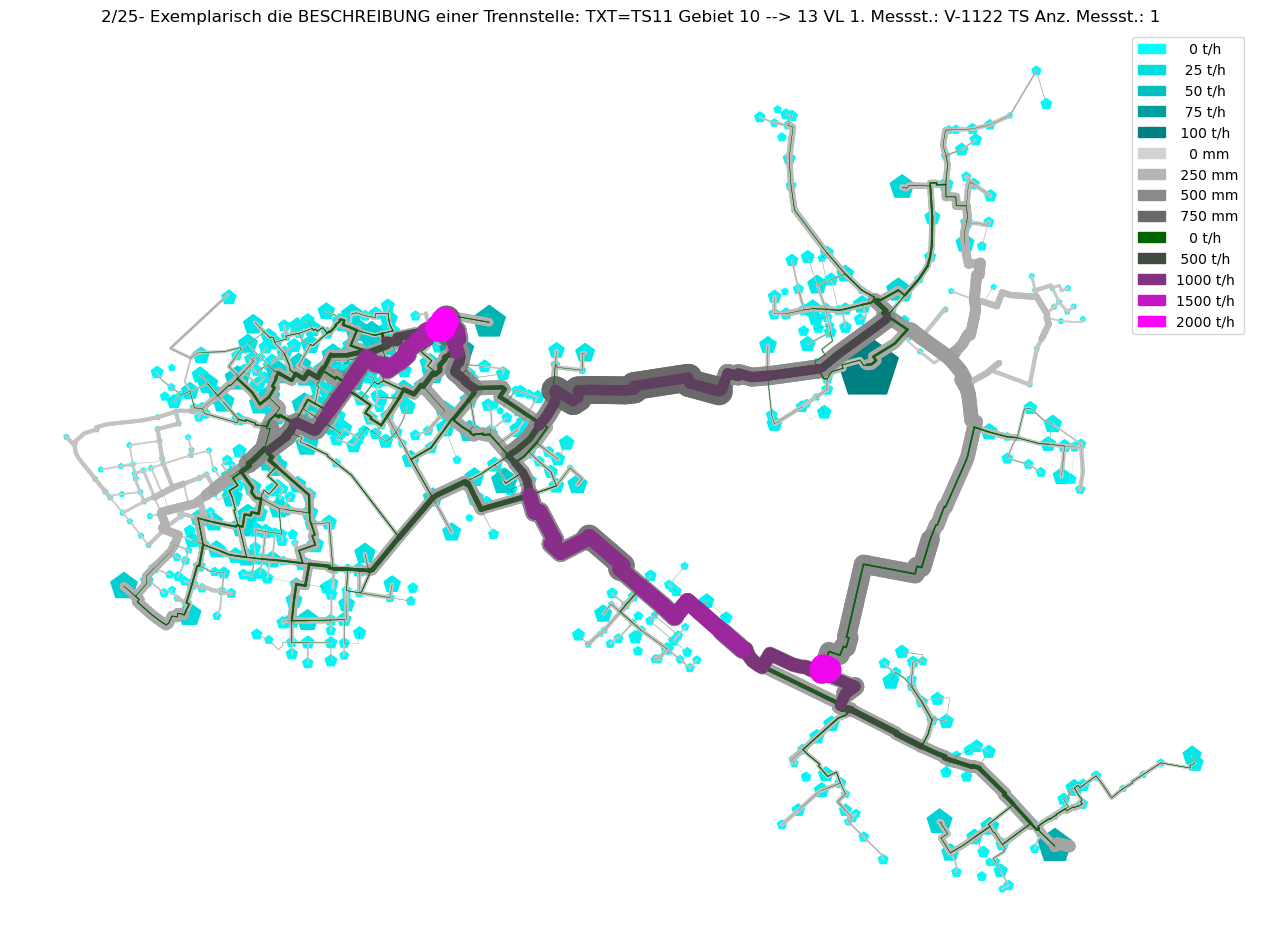 2/25- Exemplarisch die BESCHREIBUNG einer Trennstelle: TXT=TS11 Gebiet 10 --> 13 VL 1. Messst.: V-1122 TS Anz. Messst.: 1
0 t/h
25 t/h
50 t/h
75 t/h
100 t/h
0 mm
250 mm
500 mm
750 mm
0 t/h
500 t/h
1000 t/h
1500 t/h
2000 t/h